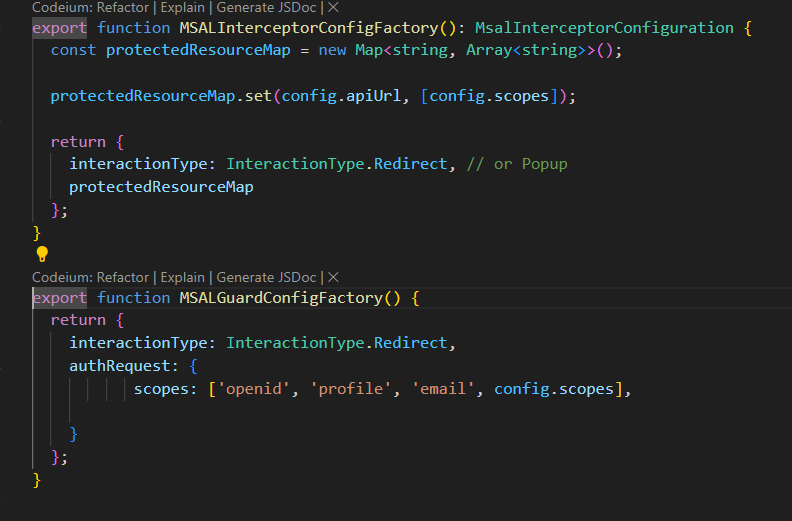 Codeium: Refactor | Explain | Generate JSDoc | ×
export function MSALInterceptorConfigFactory(): MsalInterceptorConfiguration {
const protectedResourceMap = new Map<string, Array<string>>();
protectedResourceMap.set(config.apiUrl, [config.scopes]);
return {
interactionType: InteractionType.Redirect, // or Popup
protectedResourceMap
};
}
Codeium: Refactor | Explain | Generate JSDoc | ×
export function MSALGuardConfigFactory() {
return {
interactionType: InteractionType.Redirect,
authRequest: {
scopes: ['openid', 'profile', 'email', config.scopes],
}
};
}